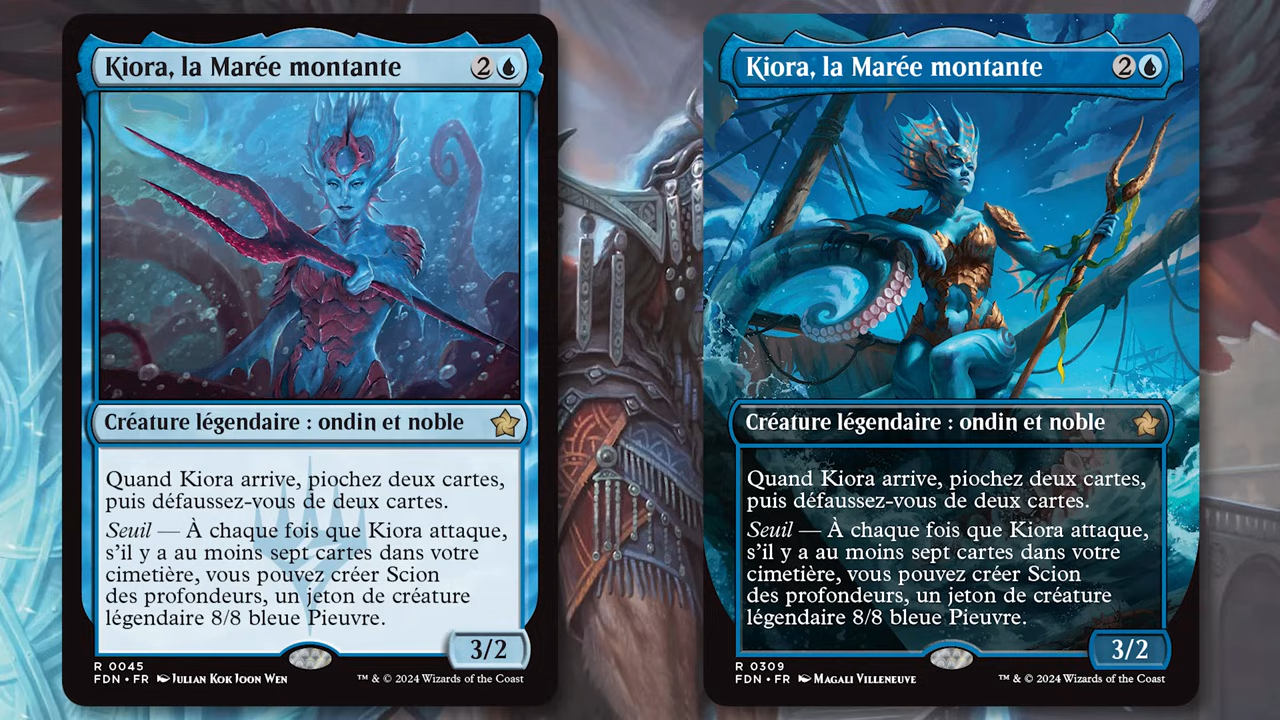 Kiora, la Marée montante 2
Créature légendaire : ondin et noble
Quand Kiora arrive, piochez deux cartes,
puis défaussez-vous de deux cartes.
Seuil — À chaque fois que Kiora attaque,
s'il y a au moins sept cartes dans votre
cimetière, vous pouvez créer Scion
des profondeurs, un jeton de créature
légendaire 8/8 bleue Pieuvre.
3/2
R 0045
FDN • FR Julian Kok Joon Wen ™ & © 2024 Wizards of the Coast
Kiora, la Marée montante 2
Créature légendaire : ondin et noble
Quand Kiora arrive, piochez deux cartes,
puis défaussez-vous de deux cartes.
Seuil — À chaque fois que Kiora attaque,
s'il y a au moins sept cartes dans votre
cimetière, vous pouvez créer Scion
des profondeurs, un jeton de créature
légendaire 8/8 bleue Pieuvre.
3/2
R 0309
FDN • FR Magali Villeneuve ™ & © 2024 Wizards of the Coast